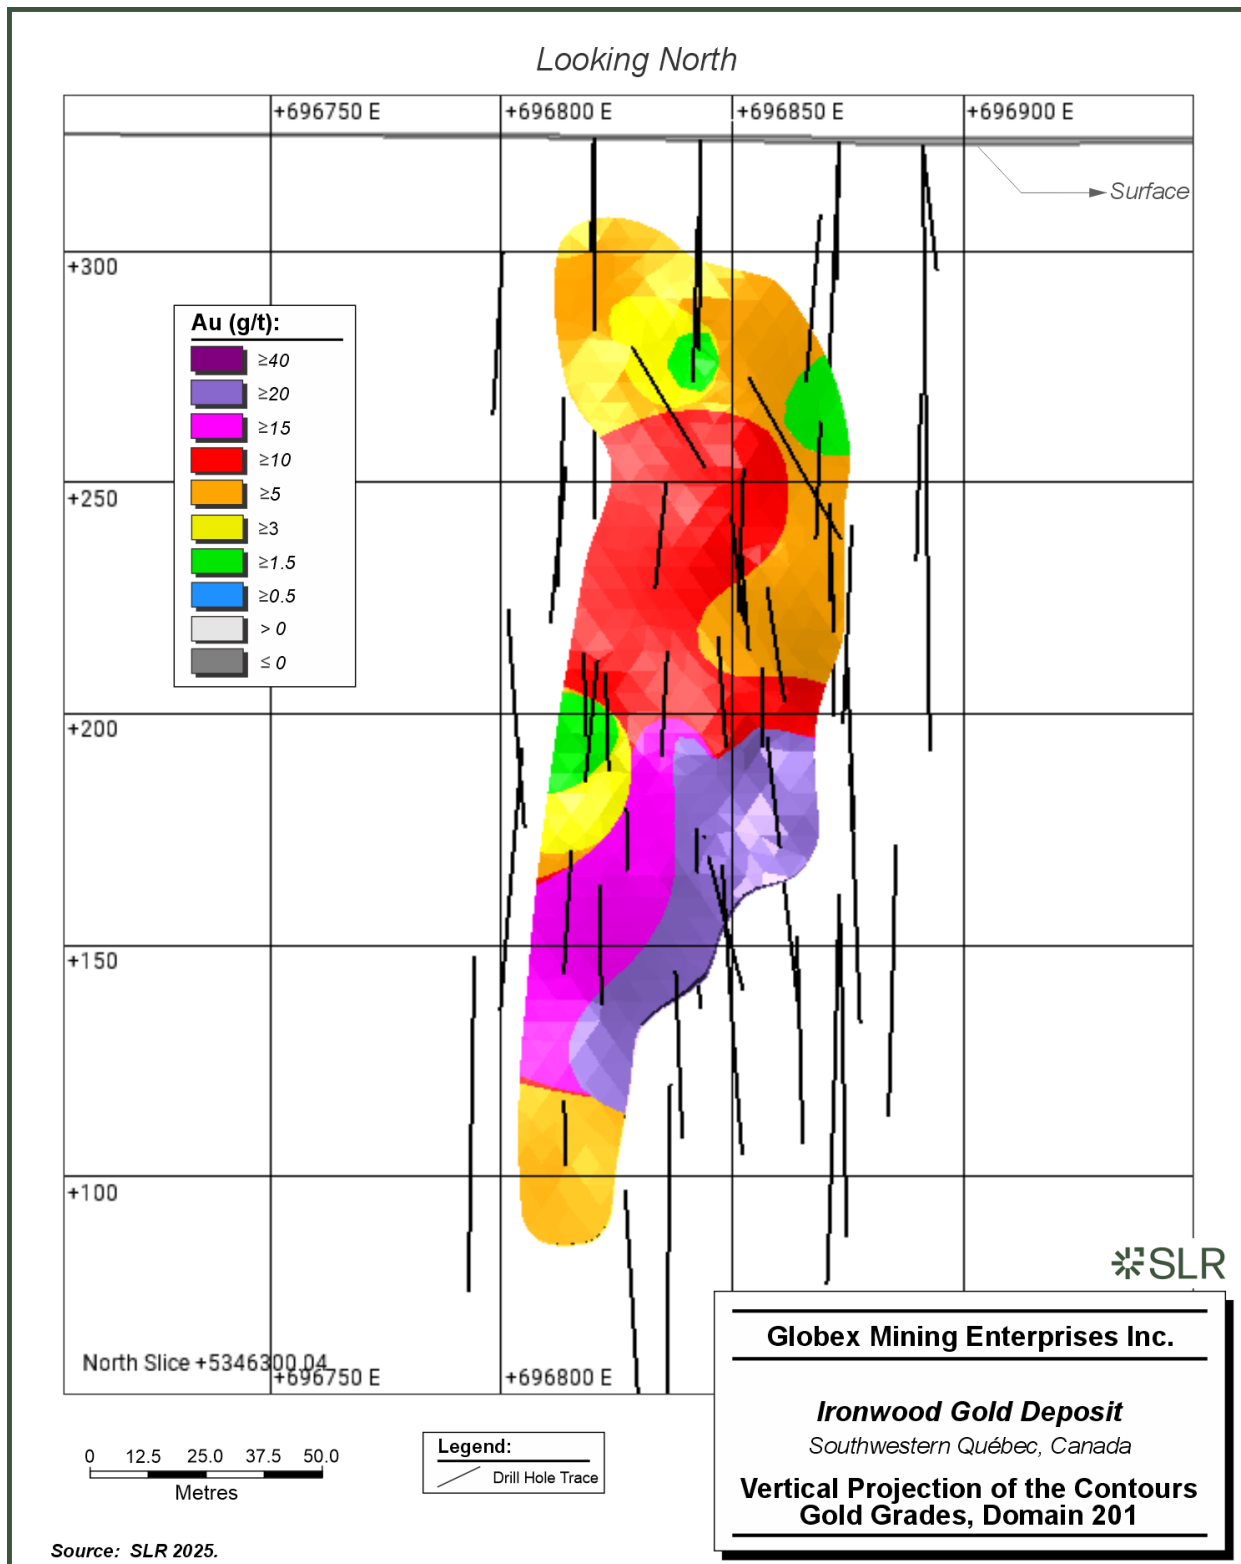 Looking North
+696750 E
+696800 E
+696850 E
+696900 E
Surface
+300
Au (g/t):
≥40
≥20
≥15
≥10
≥5
≥3
≥1.5
≥0.5
> 0
≤ 0
+250
+200
+150
+100
SLR
North Slice +5346300.04
+696750 E
+696800 E
Globex Mining Enterprises Inc.
Ironwood Gold Deposit
Southwestern Québec, Canada
Vertical Projection of the Contours
Gold Grades, Domain 201
0 12.5 25.0 37.5 50.0
Metres
Legend:
Drill Hole Trace
Source: SLR 2025.